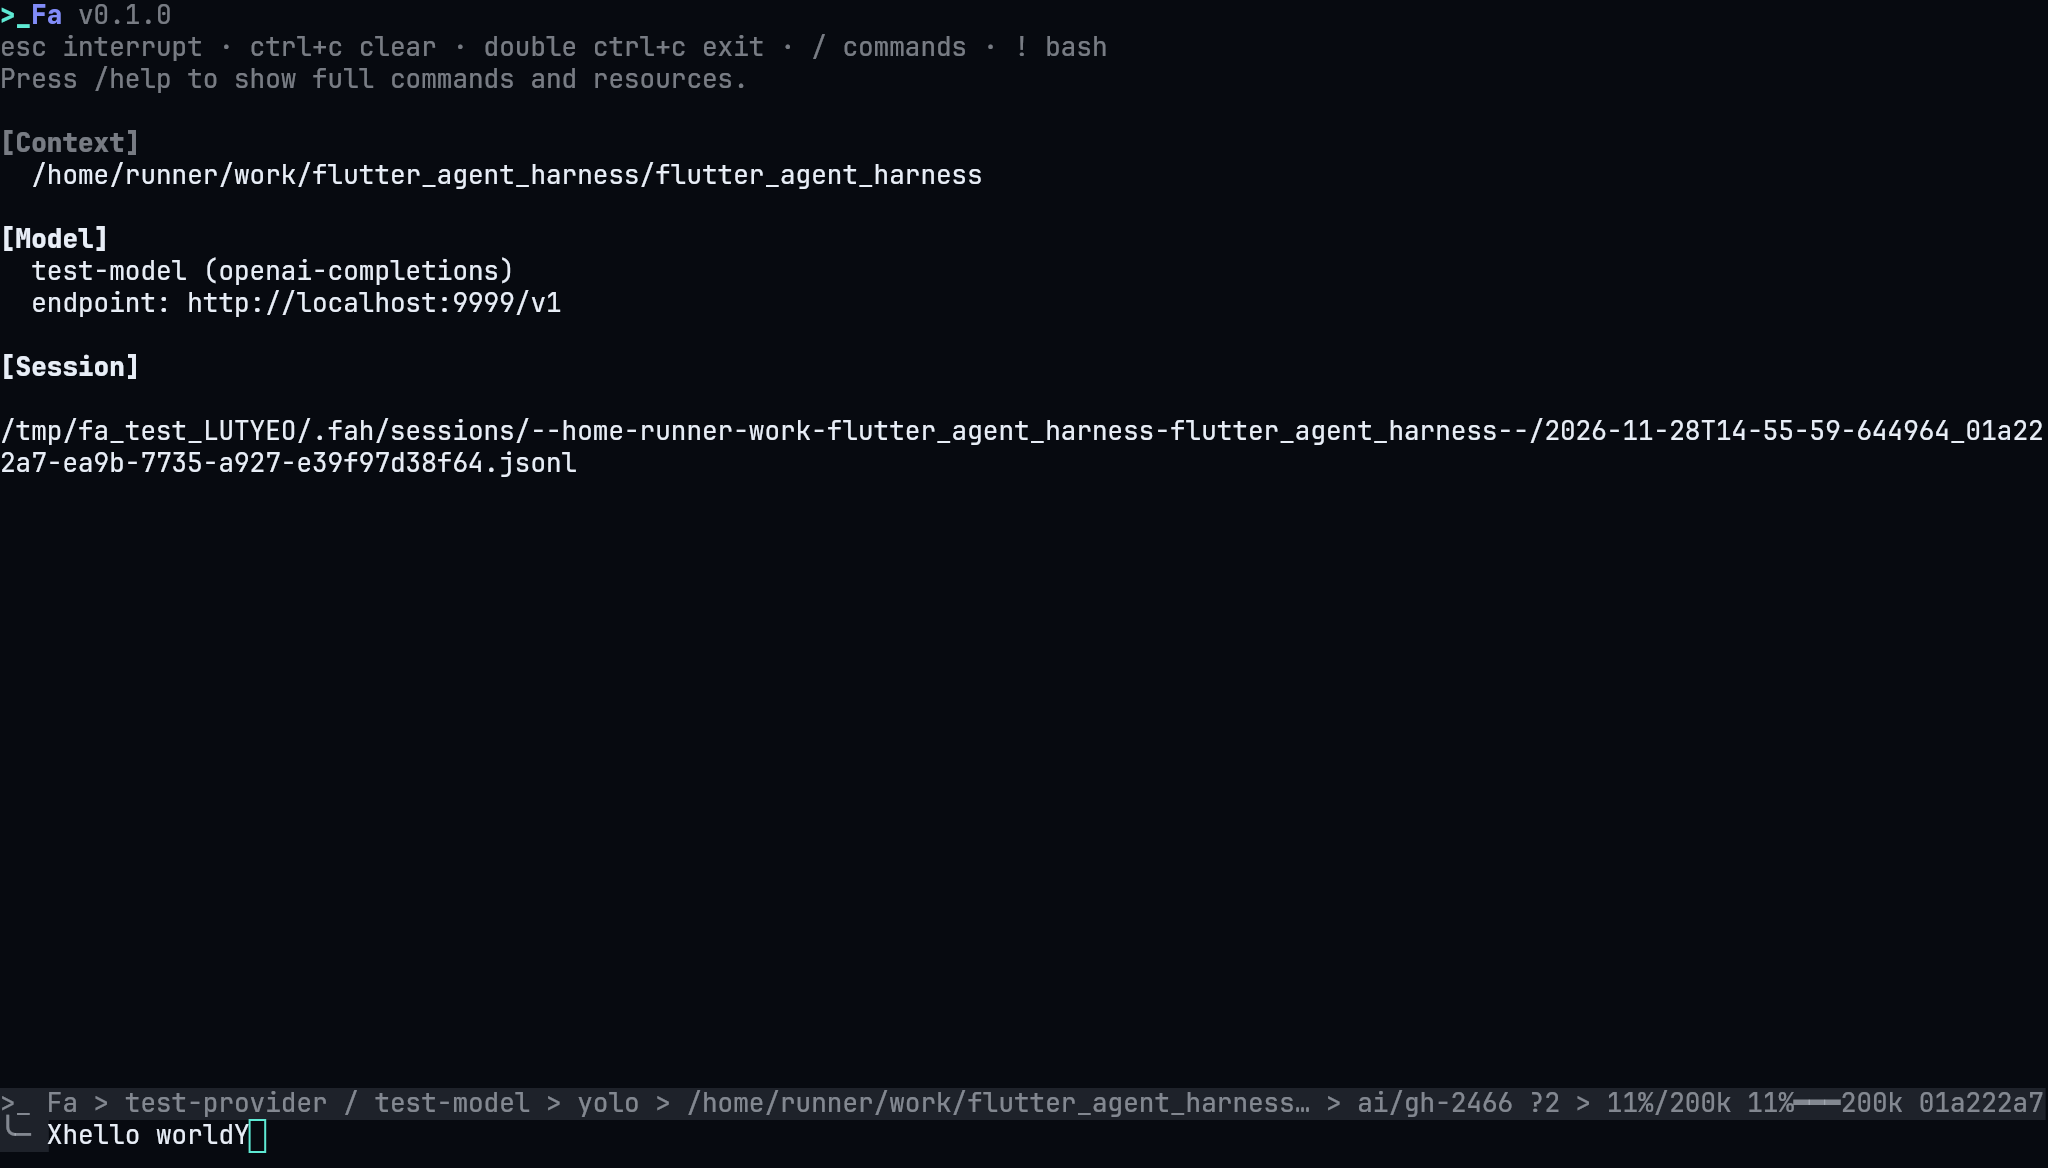 >_Fa v0.1.0
esc interrupt · ctrl+c clear · double ctrl+c exit · / commands · ! bash
Press /help to show full commands and resources.
[Context]
/home/runner/work/flutter_agent_harness/flutter_agent_harness
[Model]
test-model (openai-completions)
endpoint: http://localhost:9999/v1
[Session]
/tmp/fa_test_LUTYEO/.fah/sessions/--home-runner-work-flutter_agent_harness-flutter_agent_harness--/2026-11-28T14-55-59-644964_01a22
2a7-ea9b-7735-a927-e39f97d38f64.jsonl
>_ Fa > test-provider / test-model > yolo > /home/runner/work/flutter_agent_harness… > ai/gh-2466 ?2 > 11%/200k 11%━━━200k 01a222a7
╰─ Xhello worldY